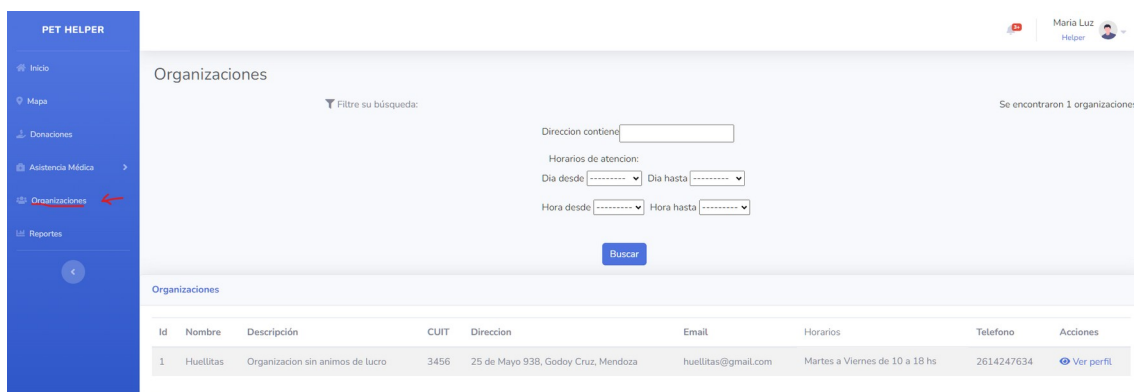 PET HELPER
3+
Maria Luz
Helper
Inicio
Mapa
Donaciones
Asistencia Médica
Organizaciones
Reportes
Organizaciones
Filtre su búsqueda:
Se encontraron 1 organizaciones
Direccion contiene
Horarios de atencion:
Dia desde --------- Dia hasta ---------
Hora desde --------- Hora hasta ---------
Buscar
Organizaciones
Id Nombre Descripción CUIT Direccion Email Horarios Telefono Acciones
1 Huellitas Organizacion sin animos de lucro 3456 25 de Mayo 938, Godoy Cruz, Mendoza huellitas@gmail.com Martes a Viernes de 10 a 18 hs 2614247634 Ver perfil